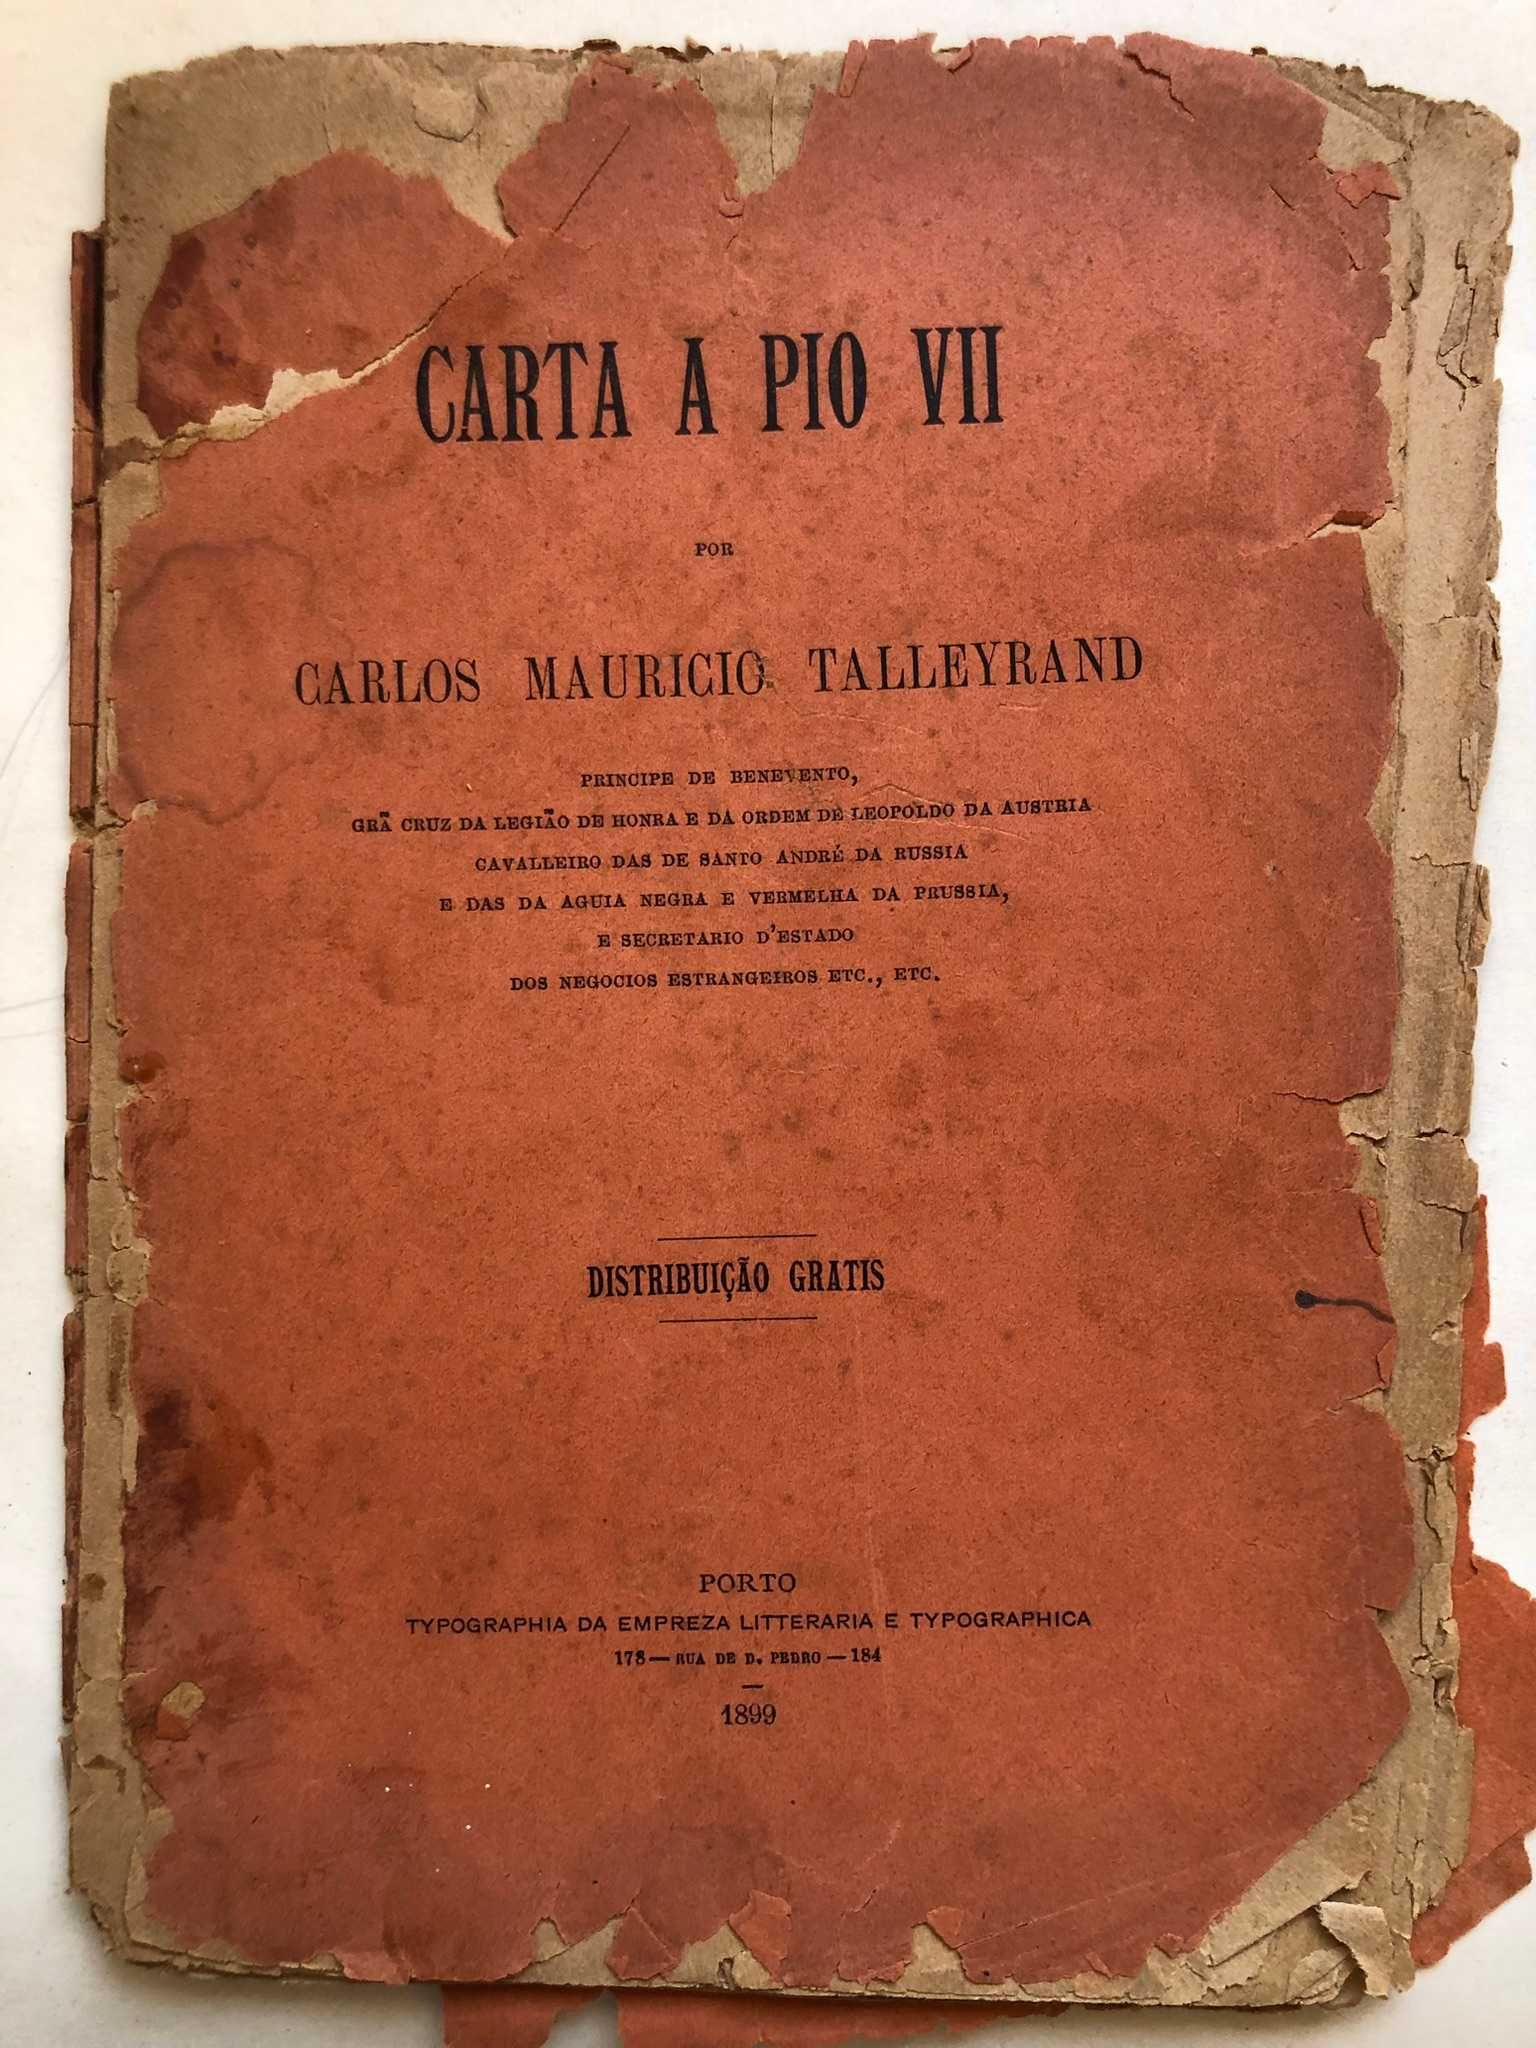 CARTA A PIO VII
POR
CARLOS MAURICIO TALLEYRAND
PRINCIPE DE BENEVENTO,
GRÃ CRUZ DA LEGIÃO DE HONRA E DA ORDEM DE LEOPOLDO DA AUSTRIA
CAVALLEIRO DAS DE SANTO ANDRÉ DA RUSSIA
E DAS DA AGUIA NEGRA E VERMELHA DA PRUSSIA,
E SECRETARIO D'ESTADO
DOS NEGOCIOS ESTRANGEIROS ETC., ETC.
DISTRIBUIÇÃO GRATIS
PORTO
TYPOGRAPHIA DA EMPREZA LITTERARIA E TYPOGRAPHICA
178—RUA DE D. PEDRO—184
1899